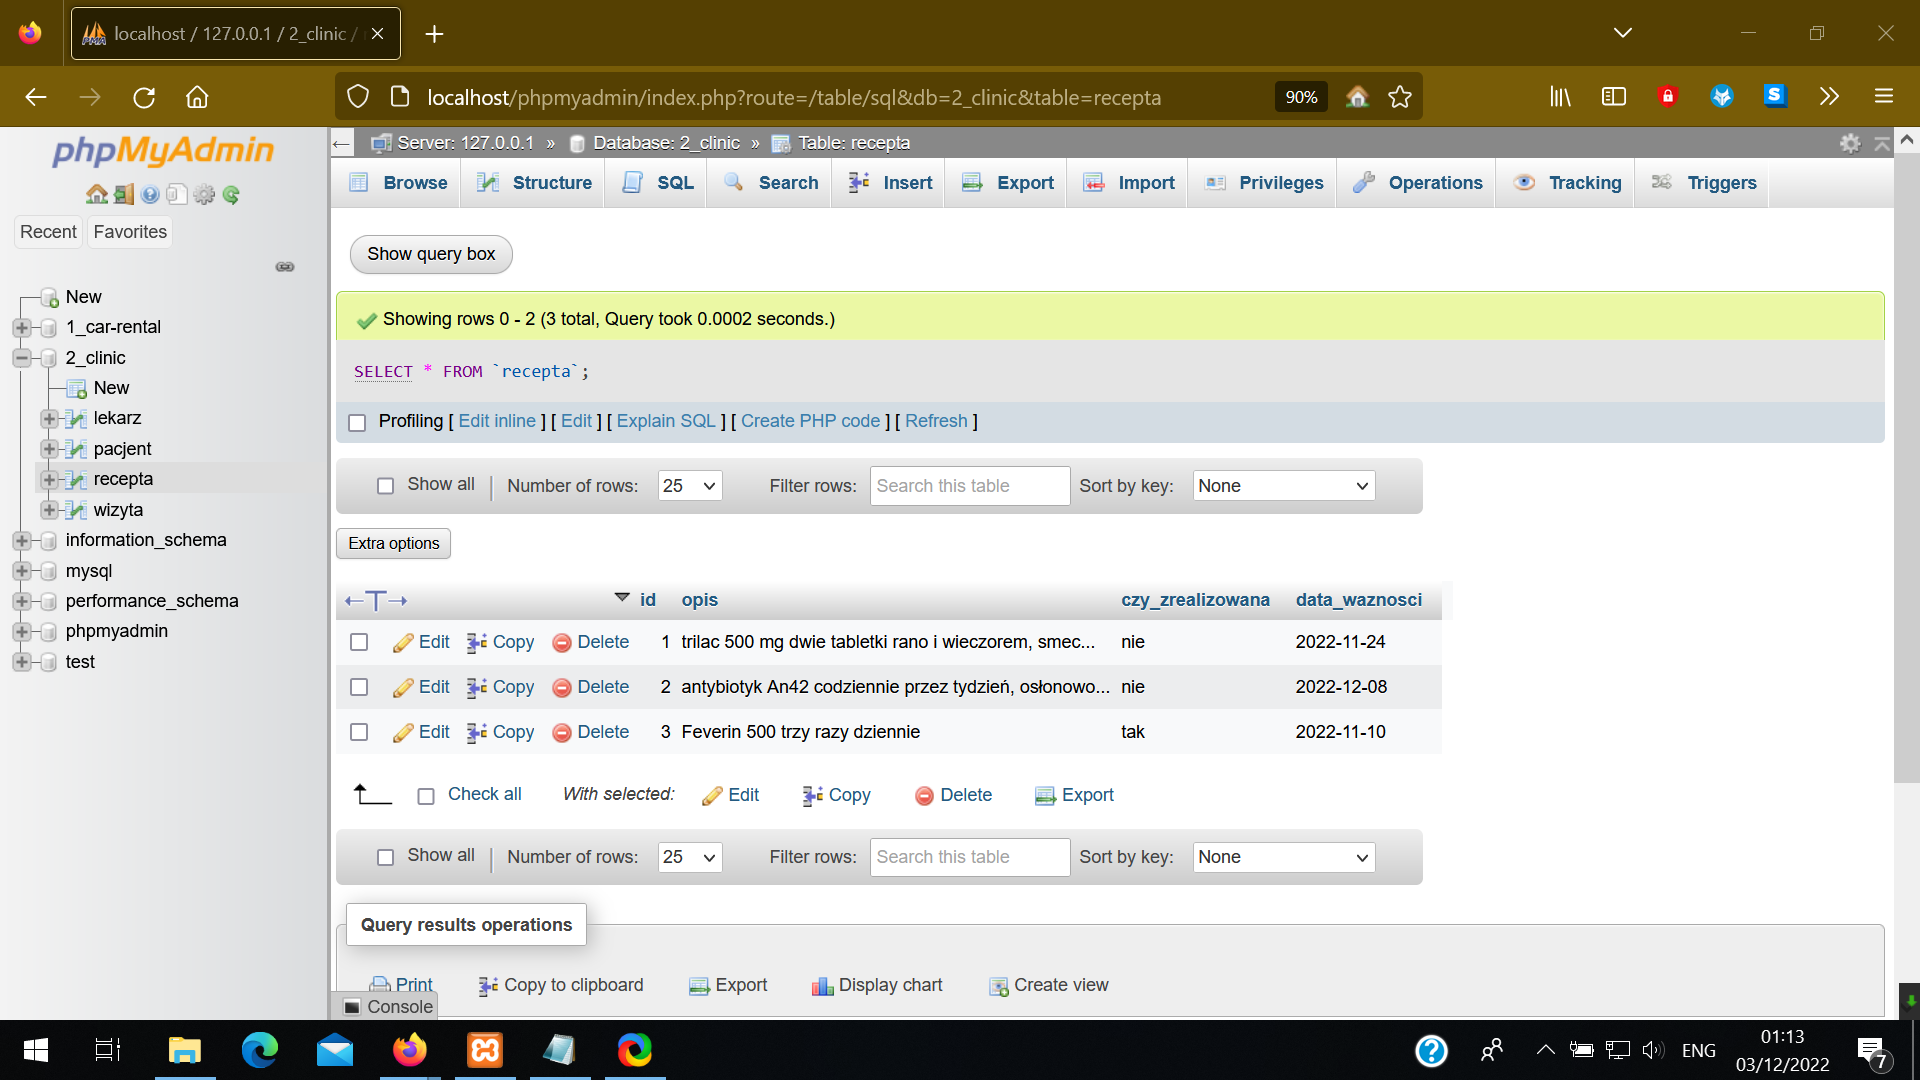 localhost / 127.0.0.1 / 2_clinic /
localhost/phpmyadmin/index.php?route=/table/sql&db=2_clinic&table=recepta
90%
phpMyAdmin
Recent
Favorites
New
1_car-rental
2_clinic
New
lekarz
pacjent
recepta
wizyta
information_schema
mysql
performance_schema
phpmyadmin
test
Server: 127.0.0.1 » Database: 2_clinic » Table: recepta
Browse Structure SQL Search Insert Export Import Privileges Operations Tracking Triggers
Show query box
Showing rows 0 - 2 (3 total, Query took 0.0002 seconds.)
SELECT * FROM `recepta`;
Profiling [ Edit inline ] [ Edit ] [ Explain SQL ] [ Create PHP code ] [ Refresh ]
Show all | Number of rows: 25 Filter rows: Search this table Sort by key: None
Extra options
id opis czy_zrealizowana data_waznosci
Edit Copy Delete 1 trilac 500 mg dwie tabletki rano i wieczorem, smec... nie 2022-11-24
Edit Copy Delete 2 antybiotyk An42 codziennie przez tydzień, osłonowo... nie 2022-12-08
Edit Copy Delete 3 Feverin 500 trzy razy dziennie tak 2022-11-10
Check all With selected: Edit Copy Delete Export
Show all | Number of rows: 25 Filter rows: Search this table Sort by key: None
Query results operations
Print Copy to clipboard Export Display chart Create view
Console
ENG
01:13
03/12/2022
7